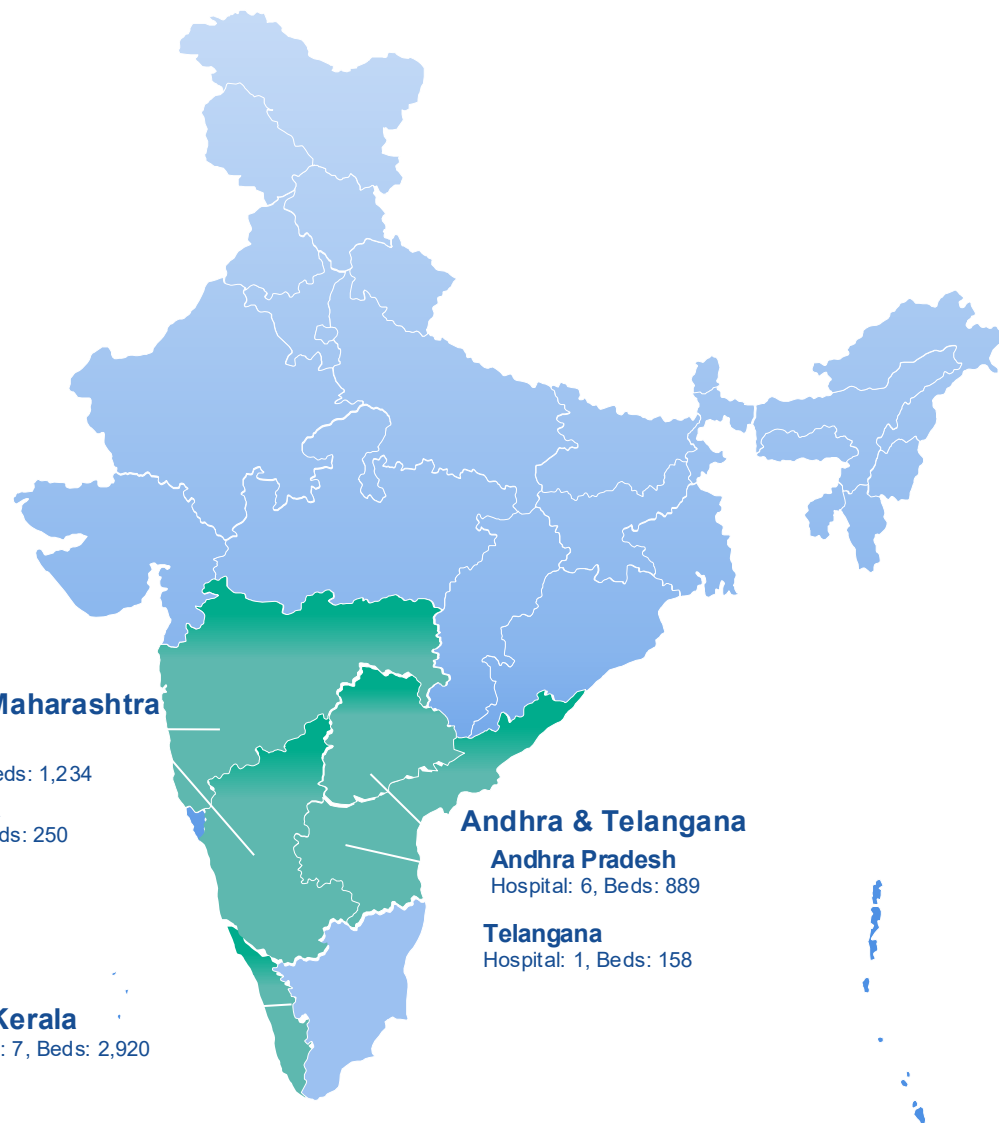 Maharashtra
eds: 1,234
ds: 250
Andhra & Telangana
Andhra Pradesh
Hospital: 6, Beds: 889
Telangana
Hospital: 1, Beds: 158
Kerala
: 7, Beds: 2,920